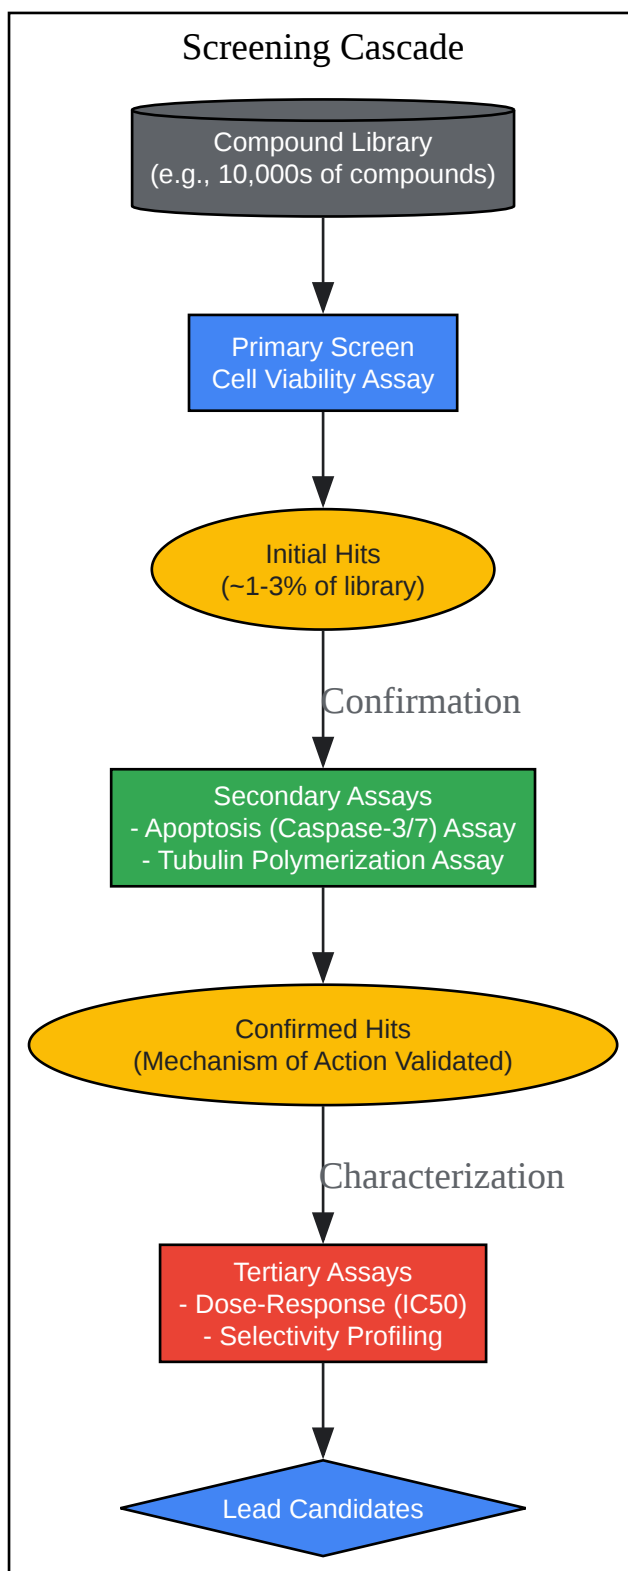 Screening Cascade
Compound Library
(e.g., 10,000s of compounds)
Primary Screen
Cell Viability Assay
Initial Hits
(~1-3% of library)
Confirmation
Secondary Assays
- Apoptosis (Caspase-3/7) Assay
- Tubulin Polymerization Assay
Confirmed Hits
(Mechanism of Action Validated)
Characterization
Tertiary Assays
- Dose-Response (IC50)
- Selectivity Profiling
Lead Candidates